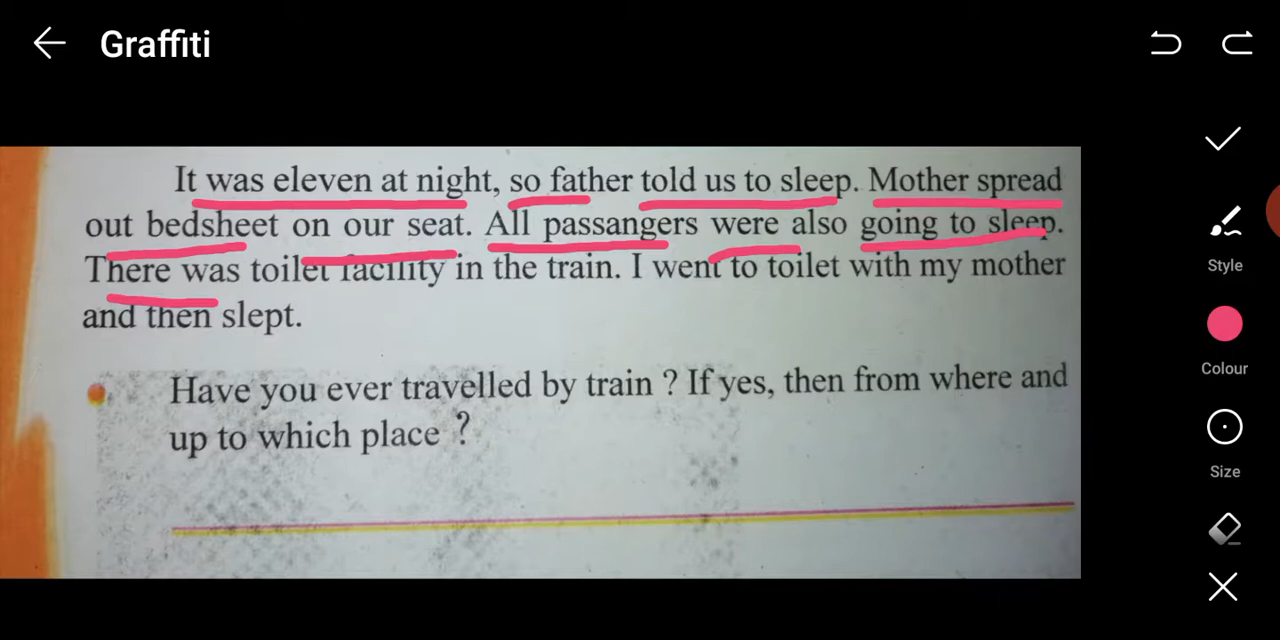 Graffiti
It was eleven at night, so father told us to sleep. Mother spread
out bedsheet on our seat. All passangers were also going to sleep.
There was toilet facility in the train. I went to toilet with my mother
and then slept.
Have you ever travelled by train ? If yes, then from where and
up to which place ?
Style
Colour
Size